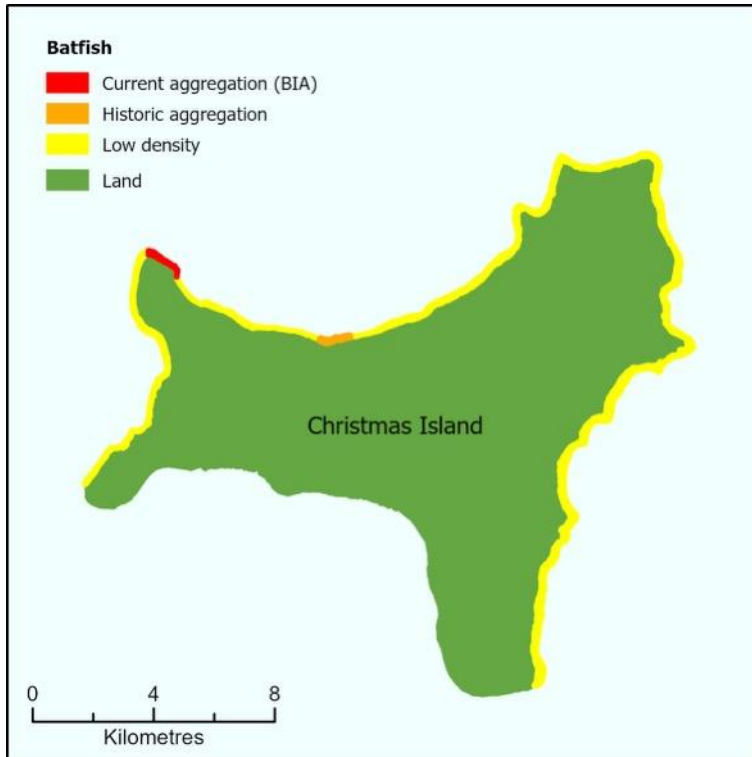 Batfish
Current aggregation (BIA)
Historic aggregation
Low density
Land
Christmas Island
0 4 8
Kilometres